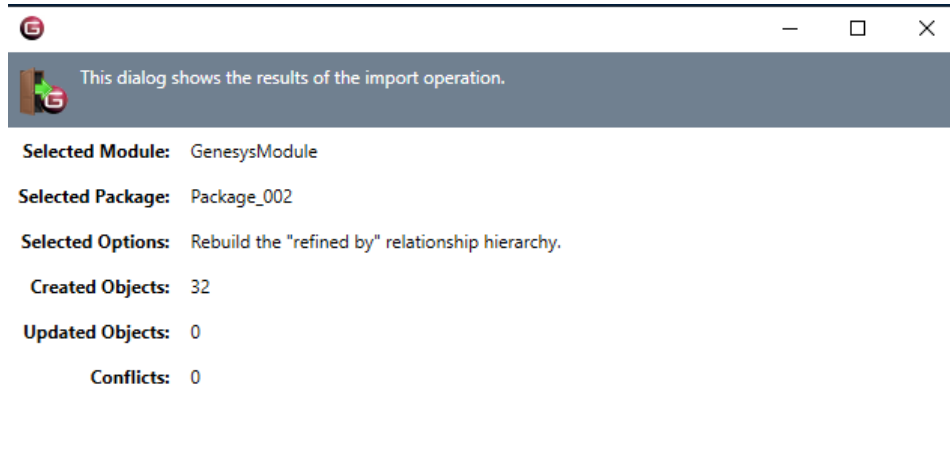 G
This dialog shows the results of the import operation.
G
Selected Module: GenesysModule
Selected Package: Package_002
Selected Options: Rebuild the "refined by" relationship hierarchy.
Created Objects: 32
Updated Objects: 0
Conflicts: 0